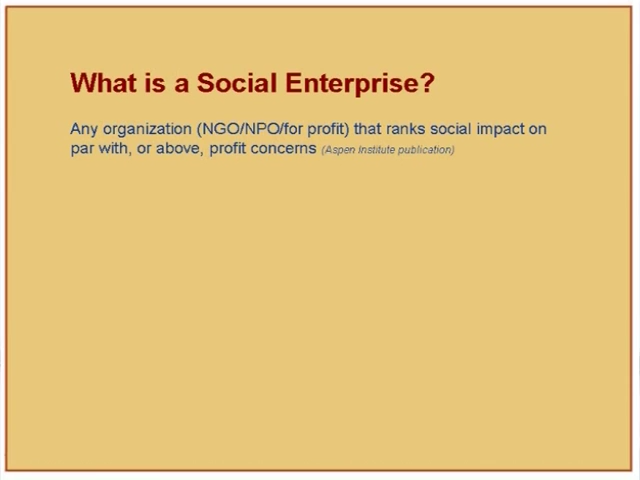 What is a Social Enterprise?
Any organization (NGO/NPO/for profit) that ranks social impact on
par with, or above, profit concerns (Aspen Institute publication)